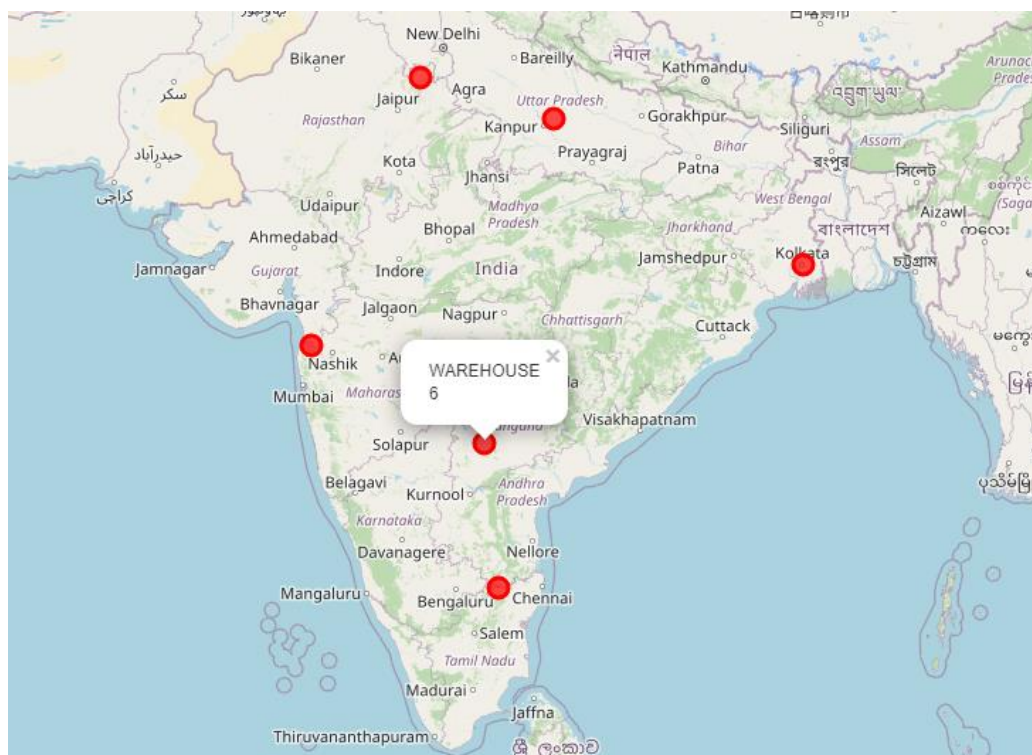 New Delhi
Bikaner
Bareilly
नेपाल
Kathmandu
سکر
Jaipur
Agra
Uttar Pradesh
Rajasthan
Kanpur
Gorakhpur
Siliguri
Assam
حیدرآباد
Kota
Jhansi
Prayagraj
Patna
Bihar
রংপুর
সিলেট
کراچی
Udaipur
Madhya
Pradesh
West Bengal
Aizawl
Ahmedabad
Bhopal
Jharkhand
বাংলাদেশ
ကလေး
Jamnagar
Gujarat
Indore
India
Jamshedpur
Kolkata
চট্টগ্রাম
Bhavnagar
Jalgaon
Nagpur
Chhattisgarh
Cuttack
Nashik
WAREHOUSE
6
×
Mumbai
Solapur
Visakhapatnam
Belagavi
Kurnool
Andhra
Pradesh
Karnataka
Davanagere
Nellore
Mangaluru
Bengaluru
Chennai
Salem
Tamil Nadu
Madurai
Jaffna
Thiruvananthapuram
ශ්‍රී ලංකාව